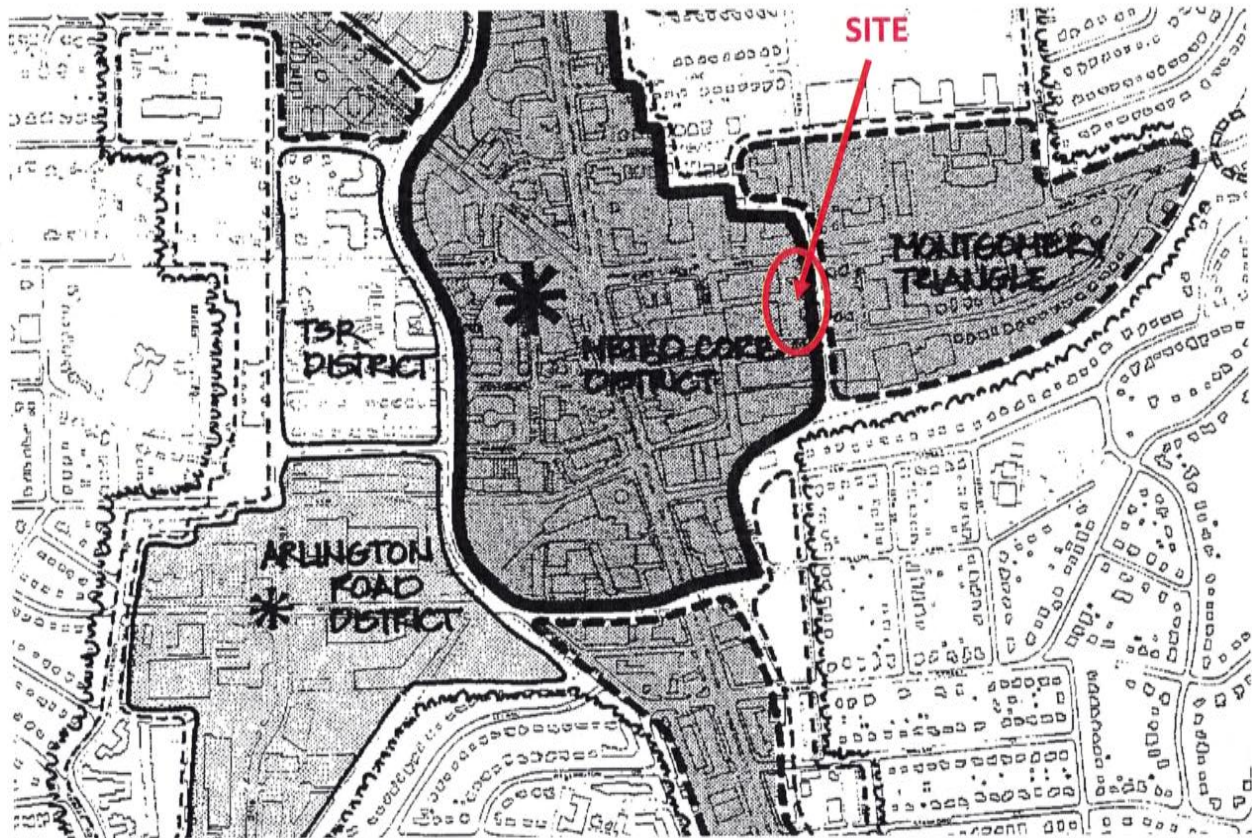 SITE
MONTGOMERY
TRIANGLE
TSR
DISTRICT
METRO CORE
DISTRICT
ARLINGTON
ROAD
DISTRICT